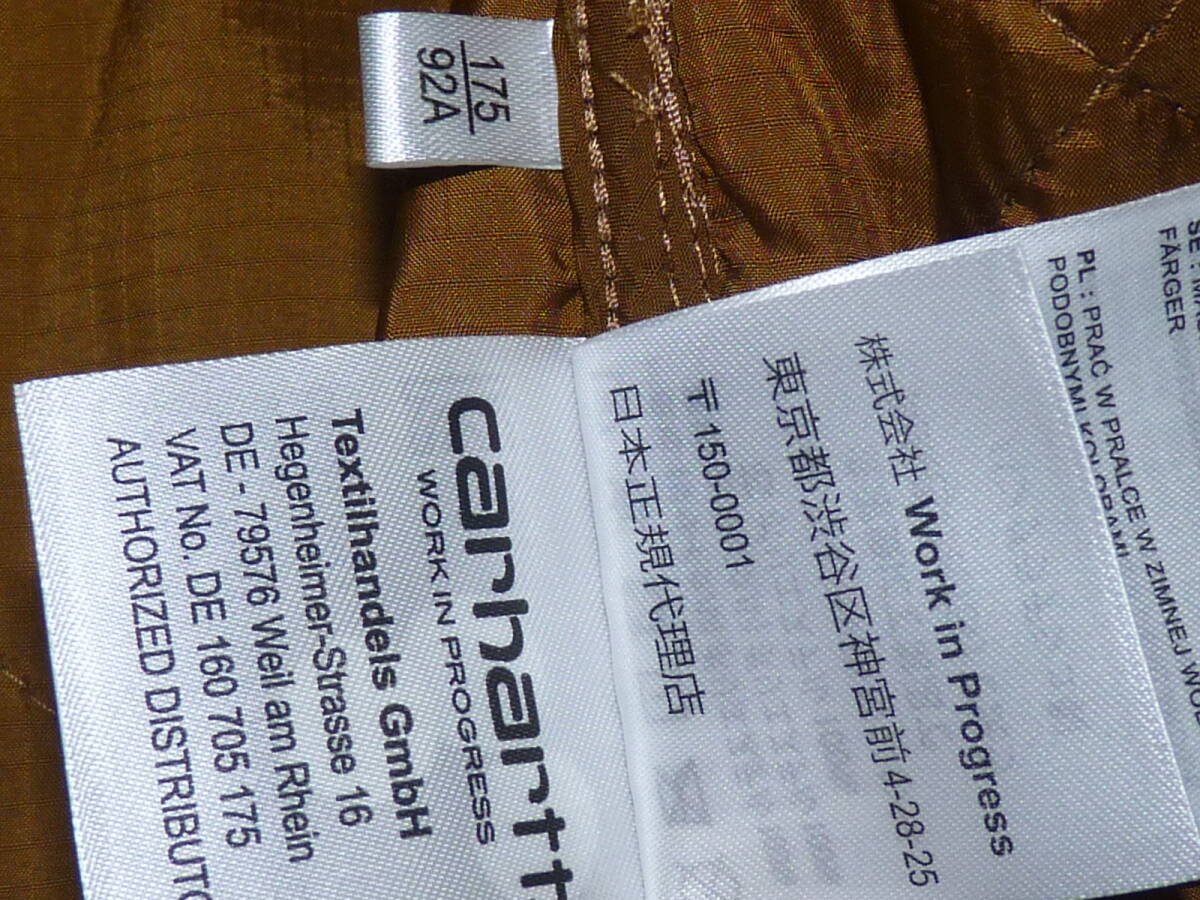 175
92A
carhartt
WORK IN PROGRESS
Textilhandels GmbH
Hegenheimer-Strasse 16
DE - 79576 Weil am Rhein
VAT No. DE 160 705 175
AUTHORIZED DISTRIBUTO
株式会社 Work in Progress
東京都渋谷区神宮前4-28-25
〒150-0001
日本正規代理店
FÄRGER
PL : PRAĆ W PRALCE W ZIMNEJ WO
PODOBNYMI KOLORAMI